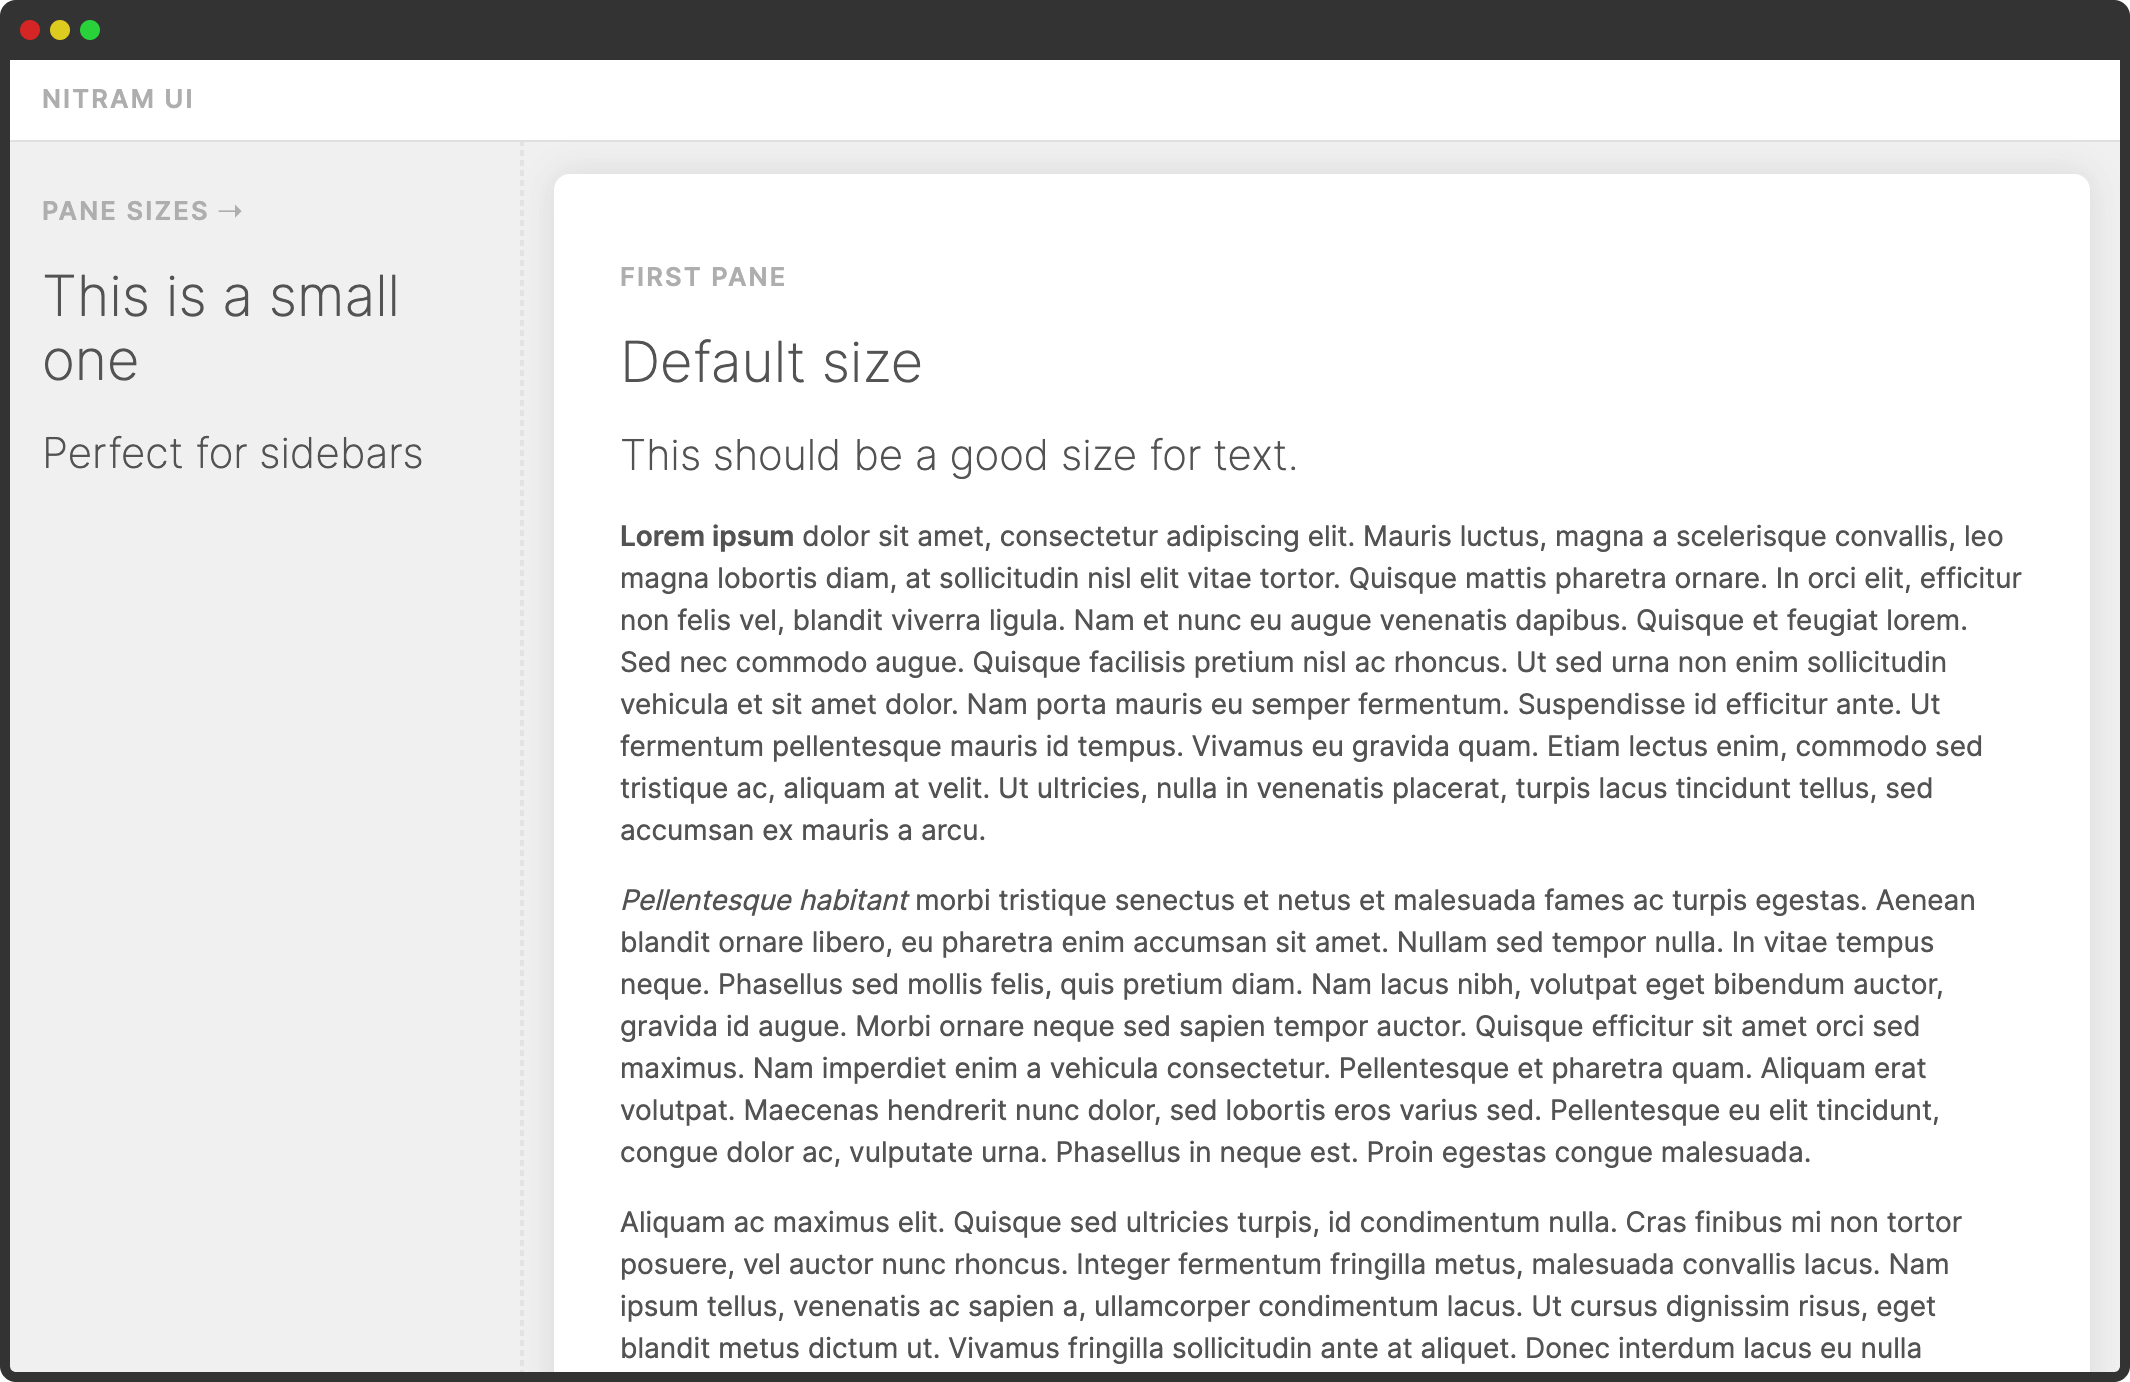 NITRAM UI
PANE SIZES →
This is a small
one
Perfect for sidebars
FIRST PANE
Default size
This should be a good size for text.
Lorem ipsum dolor sit amet, consectetur adipiscing elit. Mauris luctus, magna a scelerisque convallis, leo
magna lobortis diam, at sollicitudin nisl elit vitae tortor. Quisque mattis pharetra ornare. In orci elit, efficitur
non felis vel, blandit viverra ligula. Nam et nunc eu augue venenatis dapibus. Quisque et feugiat lorem.
Sed nec commodo augue. Quisque facilisis pretium nisl ac rhoncus. Ut sed urna non enim sollicitudin
vehicula et sit amet dolor. Nam porta mauris eu semper fermentum. Suspendisse id efficitur ante. Ut
fermentum pellentesque mauris id tempus. Vivamus eu gravida quam. Etiam lectus enim, commodo sed
tristique ac, aliquam at velit. Ut ultricies, nulla in venenatis placerat, turpis lacus tincidunt tellus, sed
accumsan ex mauris a arcu.
Pellentesque habitant morbi tristique senectus et netus et malesuada fames ac turpis egestas. Aenean
blandit ornare libero, eu pharetra enim accumsan sit amet. Nullam sed tempor nulla. In vitae tempus
neque. Phasellus sed mollis felis, quis pretium diam. Nam lacus nibh, volutpat eget bibendum auctor,
gravida id augue. Morbi ornare neque sed sapien tempor auctor. Quisque efficitur sit amet orci sed
maximus. Nam imperdiet enim a vehicula consectetur. Pellentesque et pharetra quam. Aliquam erat
volutpat. Maecenas hendrerit nunc dolor, sed lobortis eros varius sed. Pellentesque eu elit tincidunt,
congue dolor ac, vulputate urna. Phasellus in neque est. Proin egestas congue malesuada.
Aliquam ac maximus elit. Quisque sed ultricies turpis, id condimentum nulla. Cras finibus mi non tortor
posuere, vel auctor nunc rhoncus. Integer fermentum fringilla metus, malesuada convallis lacus. Nam
ipsum tellus, venenatis ac sapien a, ullamcorper condimentum lacus. Ut cursus dignissim risus, eget
blandit metus dictum ut. Vivamus fringilla sollicitudin ante at aliquet. Donec interdum lacus eu nulla